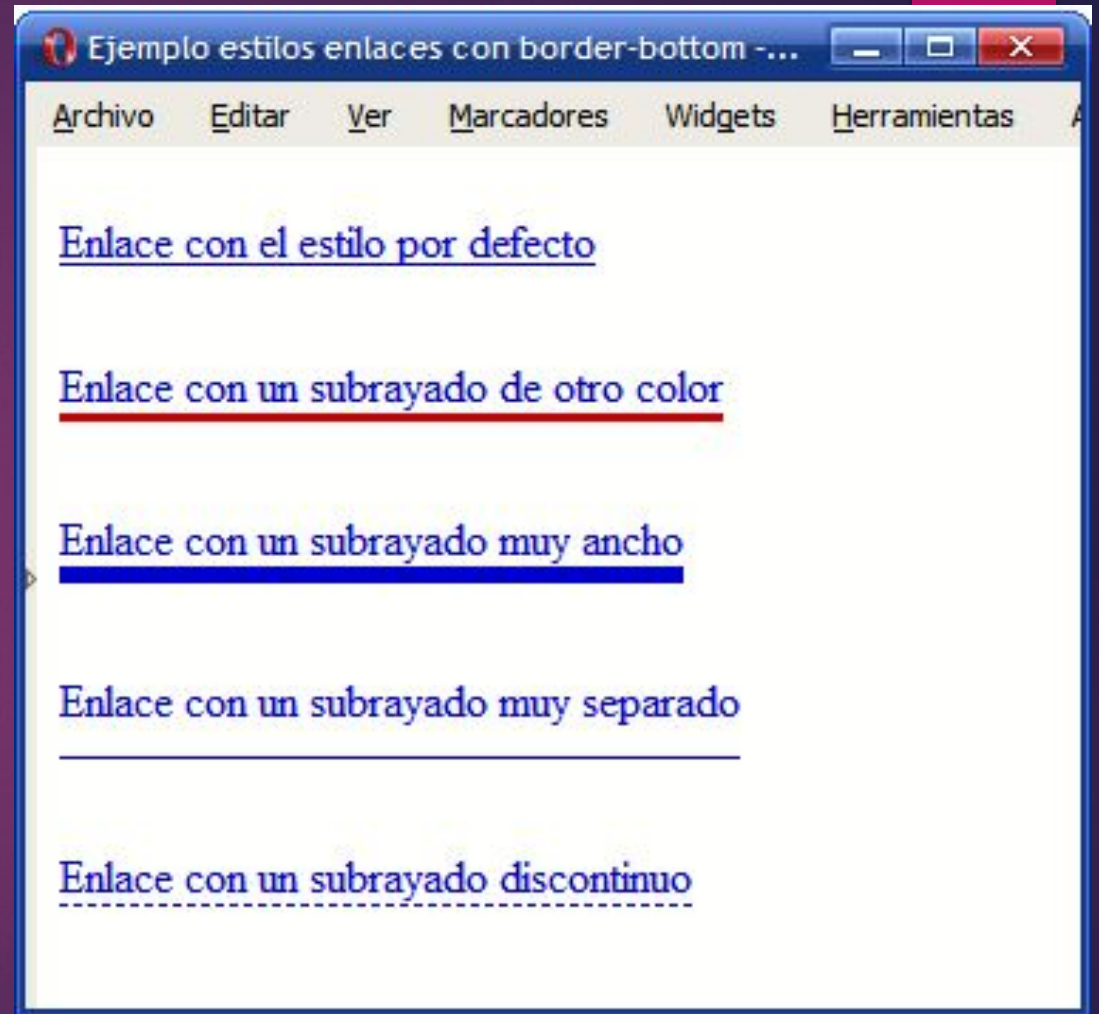 Ejemplo estilos enlaces con border-bottom -...
Archivo Editar Ver Marcadores Widgets Herramientas
Enlace con el estilo por defecto
Enlace con un subrayado de otro color
Enlace con un subrayado muy ancho
Enlace con un subrayado muy separado
Enlace con un subrayado discontinuo